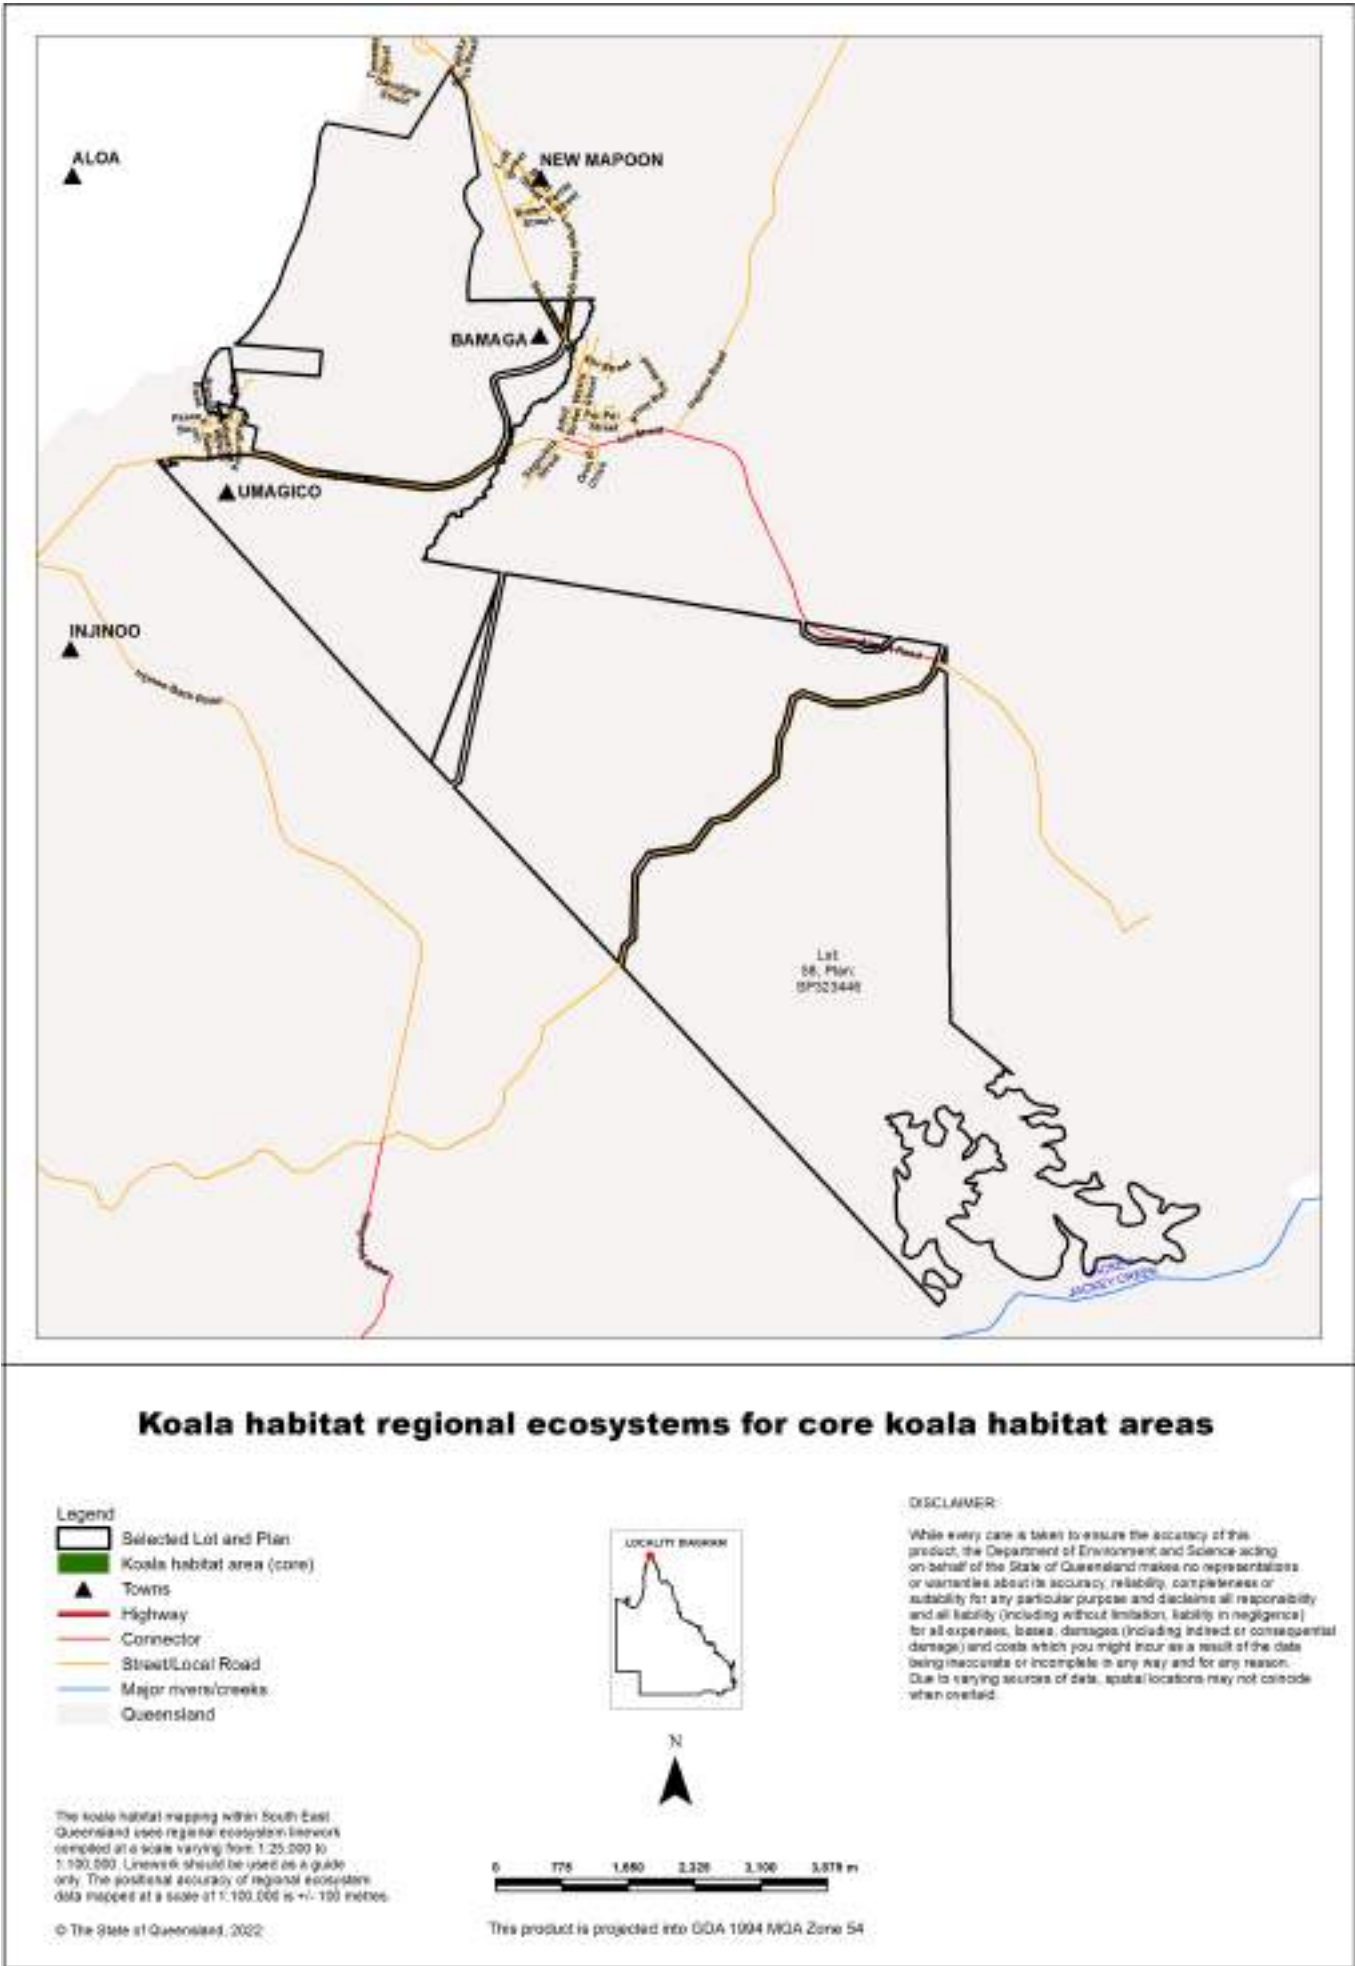 ALOA
NEW MAPOON
BAMAGA
UMAGICO
INJINOO
Injinoo Back Road
Lot
Plan:
JACKEY CREEK
Koala habitat regional ecosystems for core koala habitat areas
Legend
Selected Lot and Plan
Koala habitat area (core)
Towns
Highway
Connector
Street/Local Road
Major rivers/creeks
Queensland
LOCALITY DIAGRAM
N
DISCLAIMER:
While every care is taken to ensure the accuracy of this
product, the Department of Environment and Science acting
on behalf of the State of Queensland makes no representations
or warranties about its accuracy, reliability, completeness or
suitability for any particular purpose and disclaims all responsibility
and all liability (including without limitation, liability in negligence)
for all expenses, losses, damages (including indirect or consequential
damage) and costs which you might incur as a result of the data
being inaccurate or incomplete in any way and for any reason.
Due to varying sources of data, spatial locations may not coincide
when overlaid.
The koala habitat mapping within South East
Queensland uses regional ecosystem linework
compiled at a scale varying from 1:25,000 to
1:100,000. Linework should be used as a guide
only. The positional accuracy of regional ecosystem
data mapped at a scale of 1:100,000 is +/- 100 metres.
© The State of Queensland, 2022
0 775 m
This product is projected into GDA 1994 MGA Zone 54